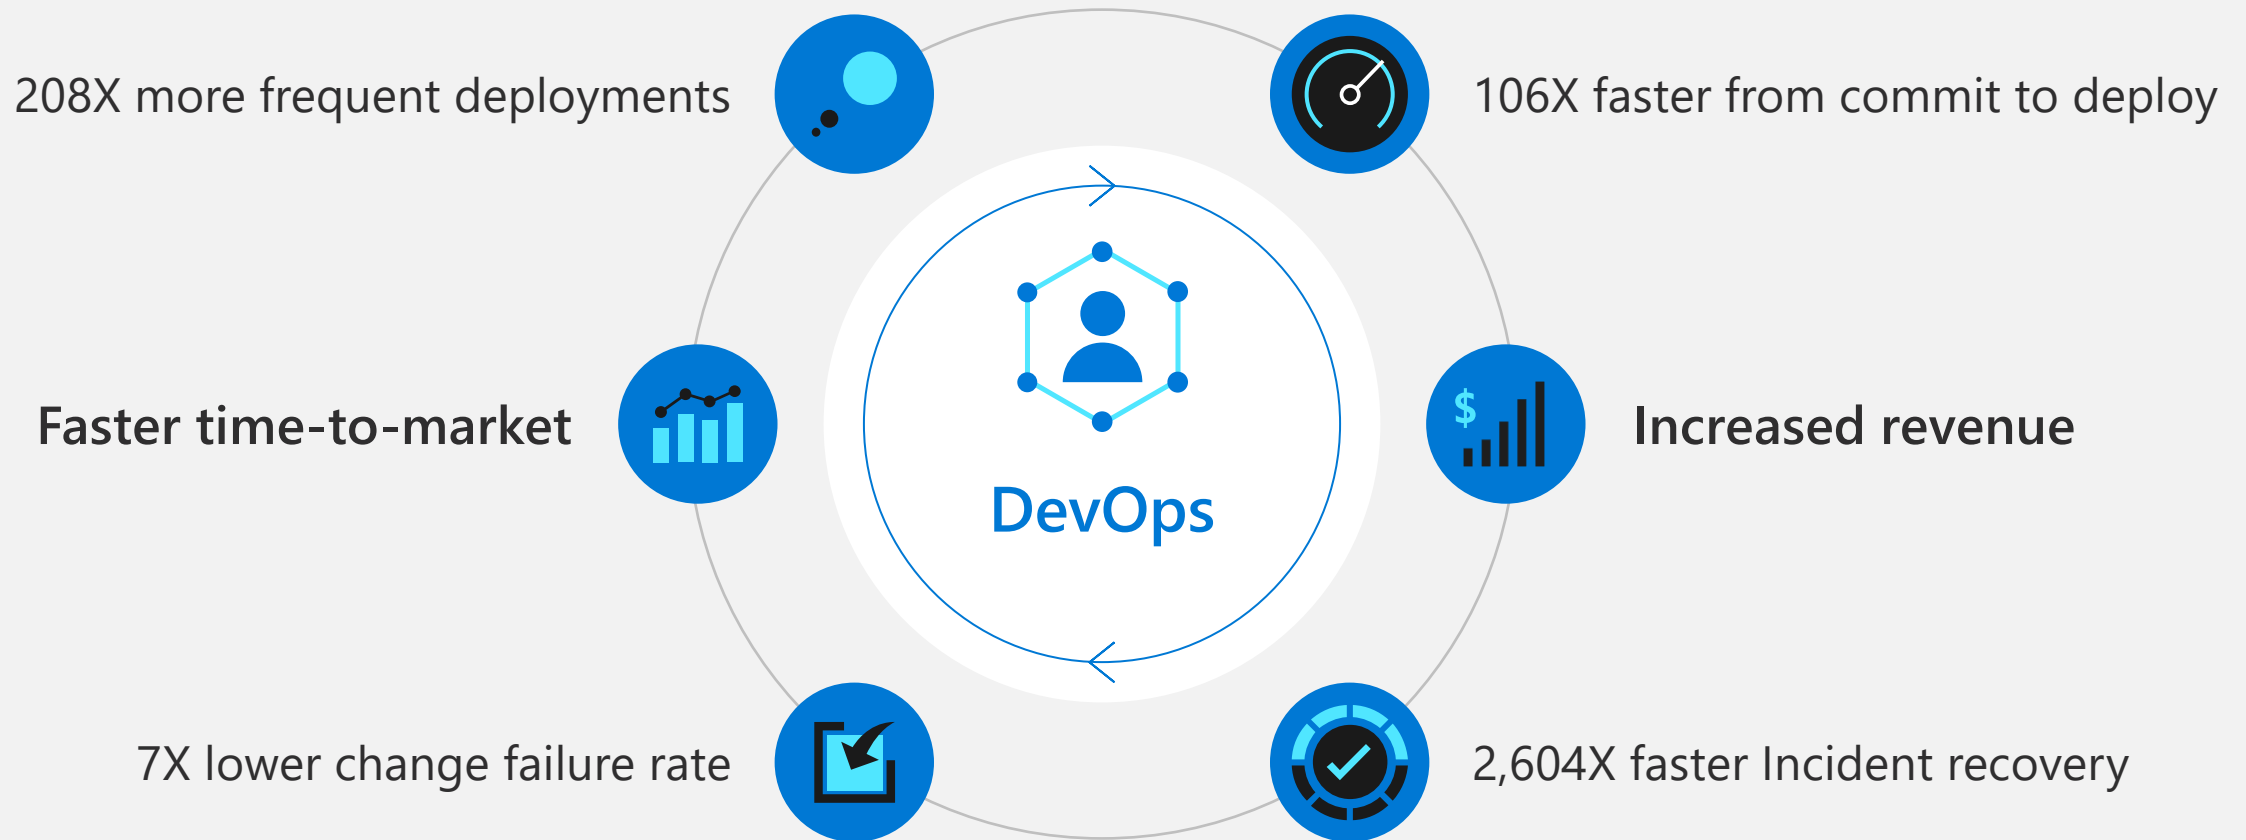 208X more frequent deployments
106X faster from commit to deploy
Faster time-to-market
$
Increased revenue
DevOps
7X lower change failure rate
2,604X faster Incident recovery